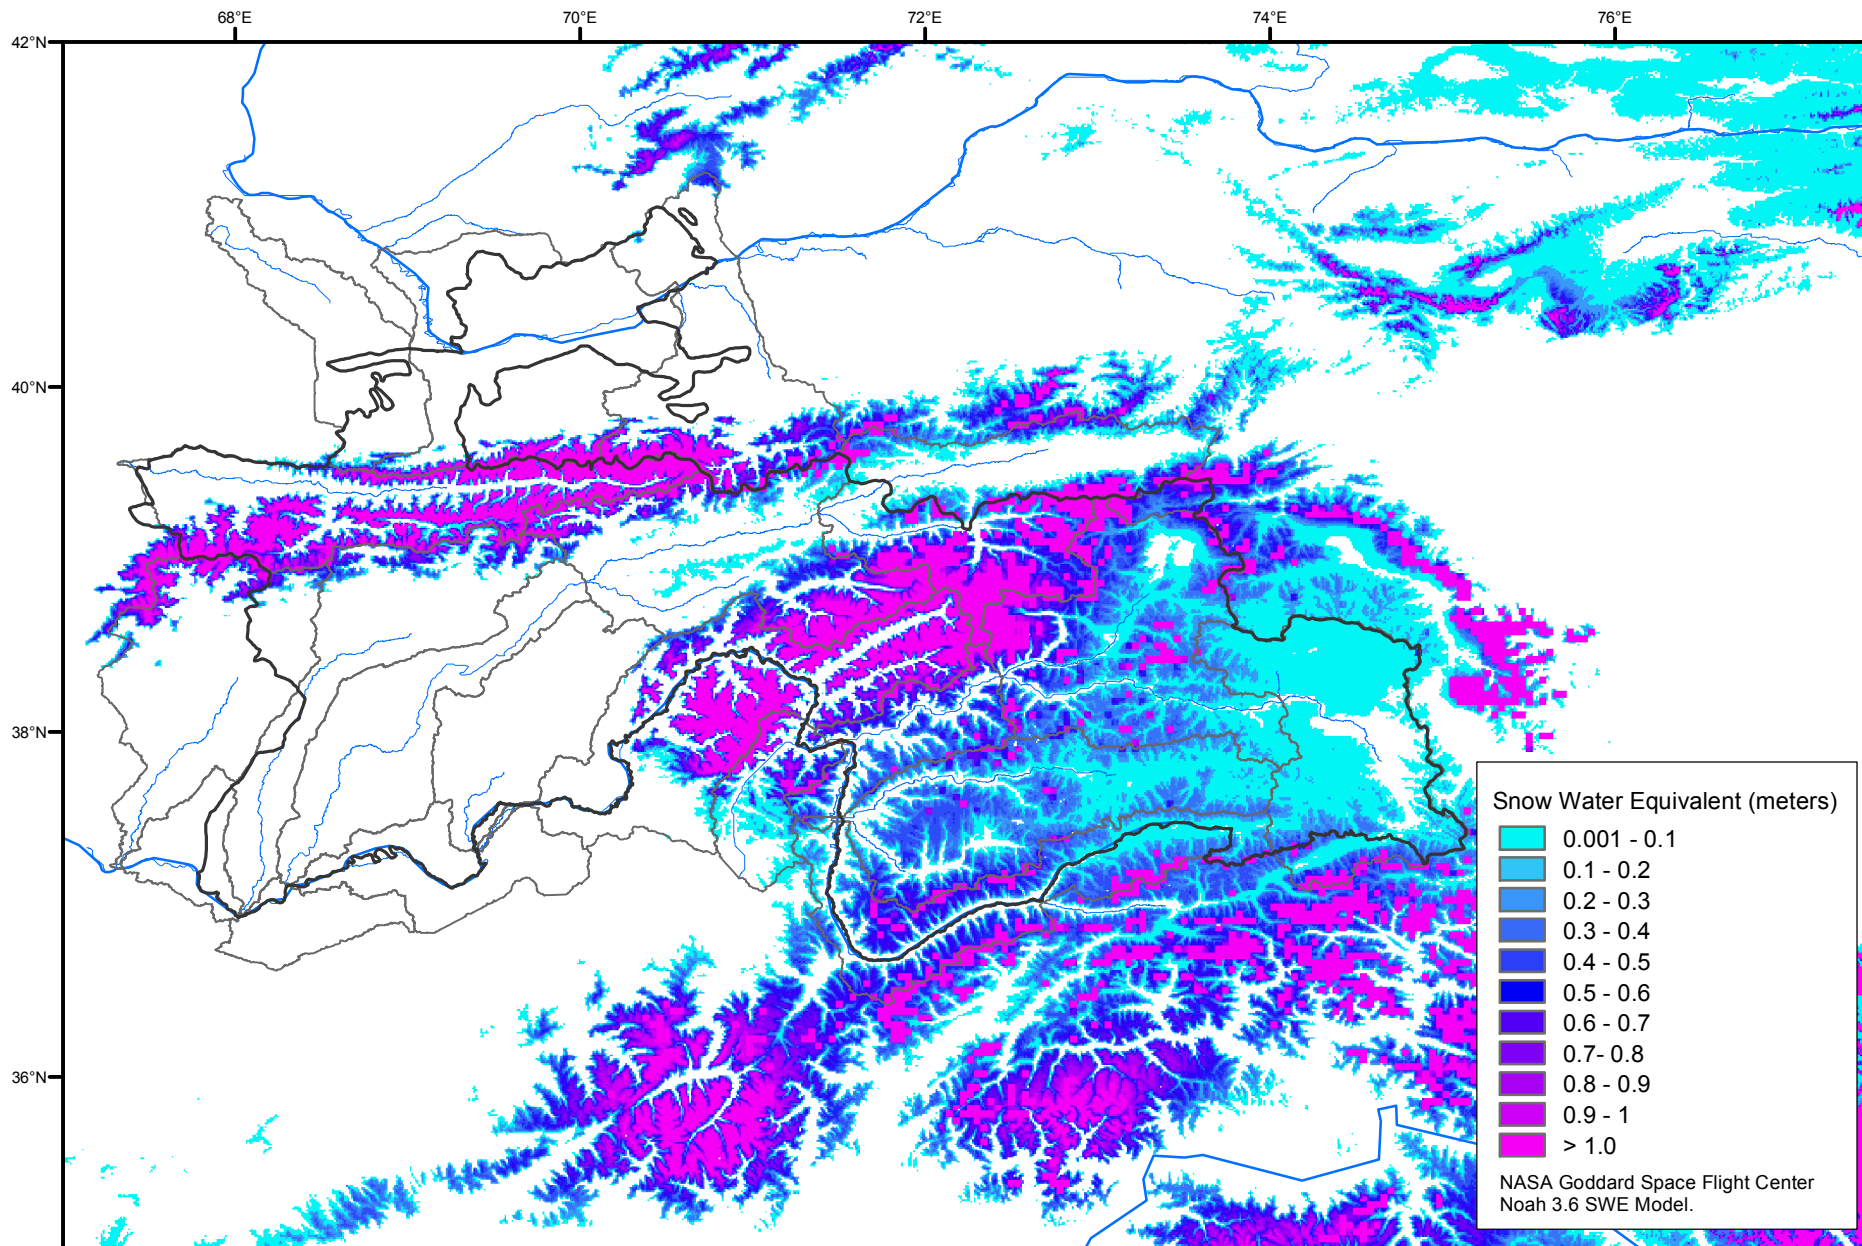 68°E
70°E
72°E
74°E
76°E
42°N
40°N
38°N
36°N
Snow Water Equivalent (meters)
0.001 - 0.1
0.1 - 0.2
0.2 - 0.3
0.3 - 0.4
0.4 - 0.5
0.5 - 0.6
0.6 - 0.7
0.7- 0.8
0.8 - 0.9
0.9 - 1
> 1.0
NASA Goddard Space Flight Center
Noah 3.6 SWE Model.